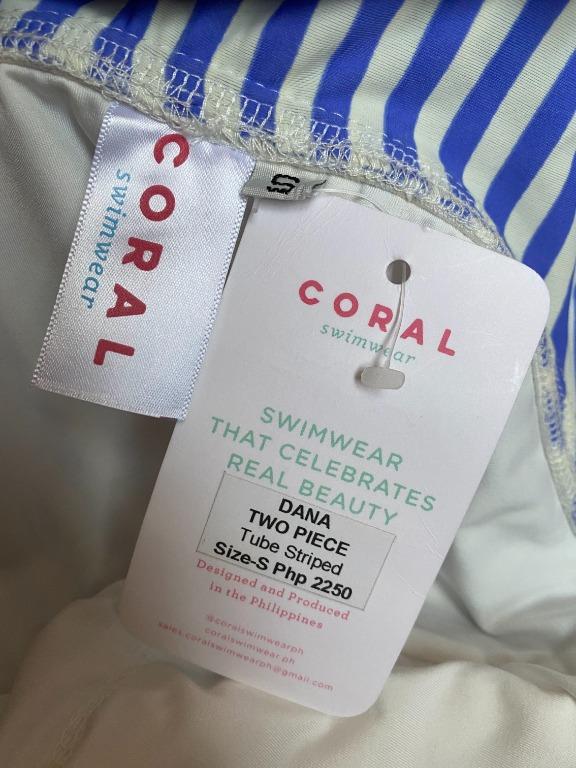 CORAL
swimwear
S
CORAL
swimwear
SWIMWEAR
THAT CELEBRATES
REAL BEAUTY
DANA
TWO PIECE
Tube Striped
Size-S Php 2250
Designed and Produced
in the Philippines
@coralswimwearph
coralswimwear.ph
sales.coralswimwearph@gmail.com